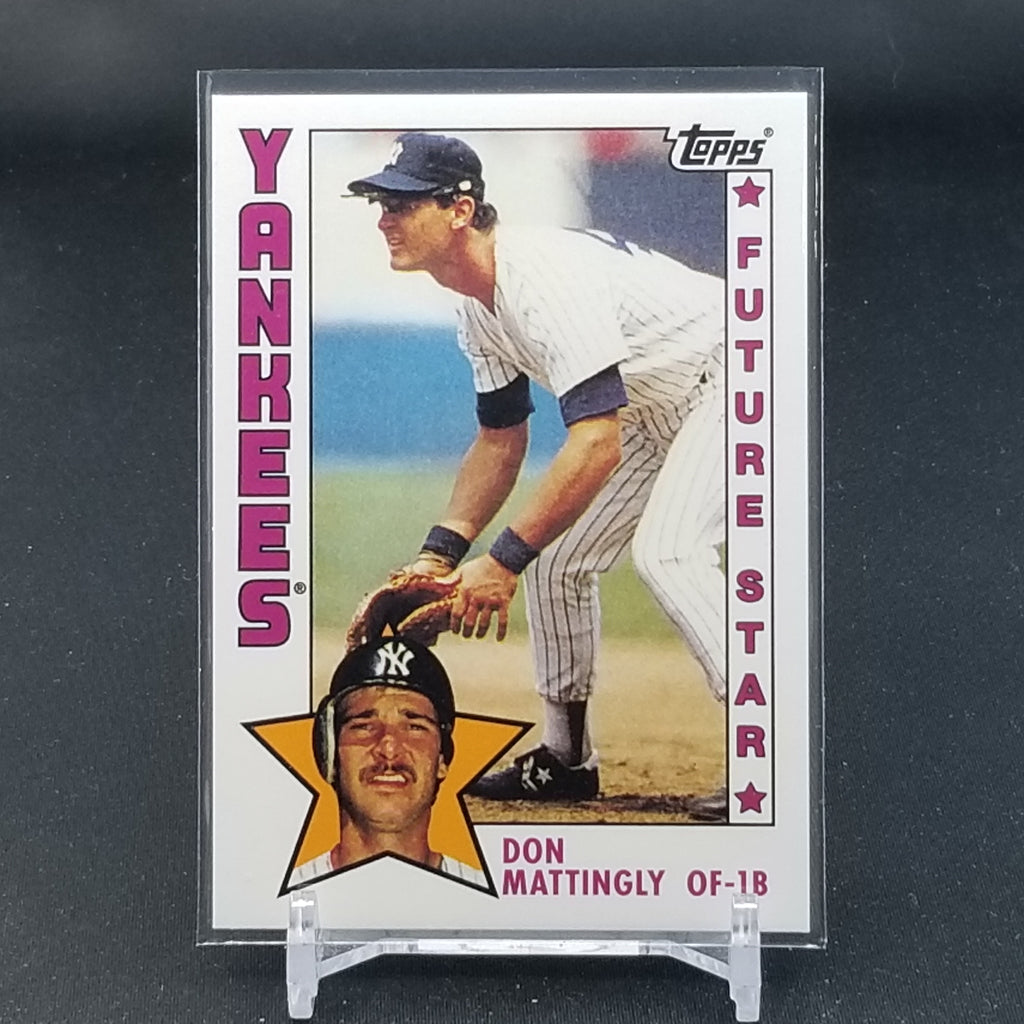 YANKEES®
Topps®
FUTURE STAR
NY
DON
MATTINGLY OF-1B